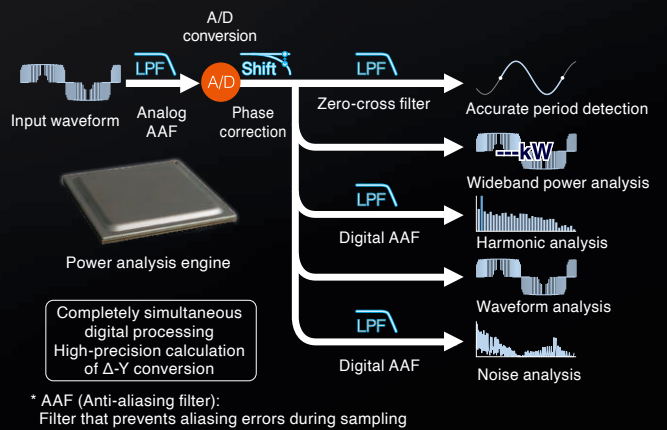 A/D
conversion
LPF
A/D
Shift
LPF
Input waveform
Analog
AAF
Phase
correction
Zero-cross filter
Accurate period detection
---kW
Wideband power analysis
LPF
Digital AAF
Harmonic analysis
Power analysis engine
Waveform analysis
Completely simultaneous
digital processing
High-precision calculation
of Δ-Y conversion
LPF
Digital AAF
Noise analysis
* AAF (Anti-aliasing filter):
Filter that prevents aliasing errors during sampling